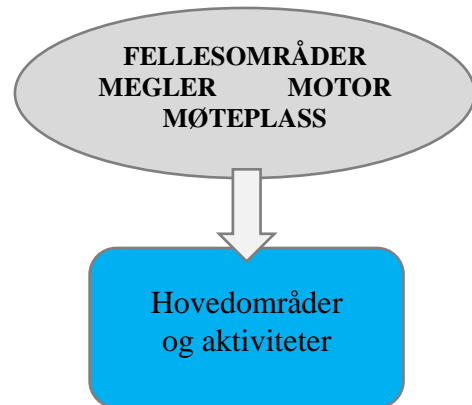 FELLESOMRÅDER
MEGLER MOTOR
MØTEPLASS
Hovedområder
og aktiviteter